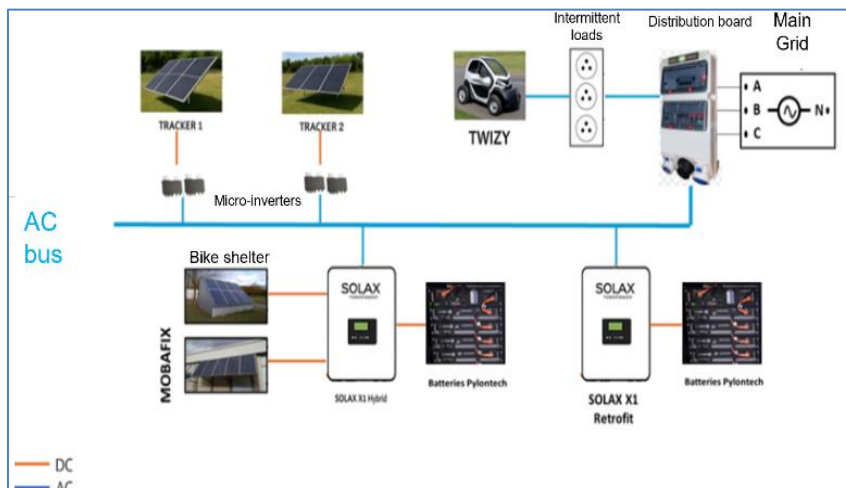 Intermittent
loads
Distribution board
Main
Grid
A
B
C
N
TRACKER 1
TRACKER 2
TWIZY
Micro-inverters
AC
bus
Bike shelter
MOBAFIX
SOLAX
SOLAX
SOLAX X1 Hybrid
Batteries Pylontech
SOLAX X1
Retrofit
Batteries Pylontech
DC
AC